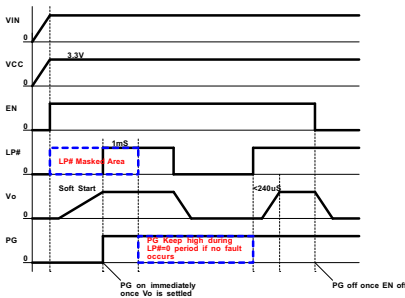 VIN
0
VCC
3.3V
0
EN
0
LP#
1mS
LP# Masked Area
0
Vo
Soft Start
<240uS
0
PG
PG Keep high during
LP#=0 period if no fault
occurs
0
PG on immediately
once Vo is settled
PG off once EN off